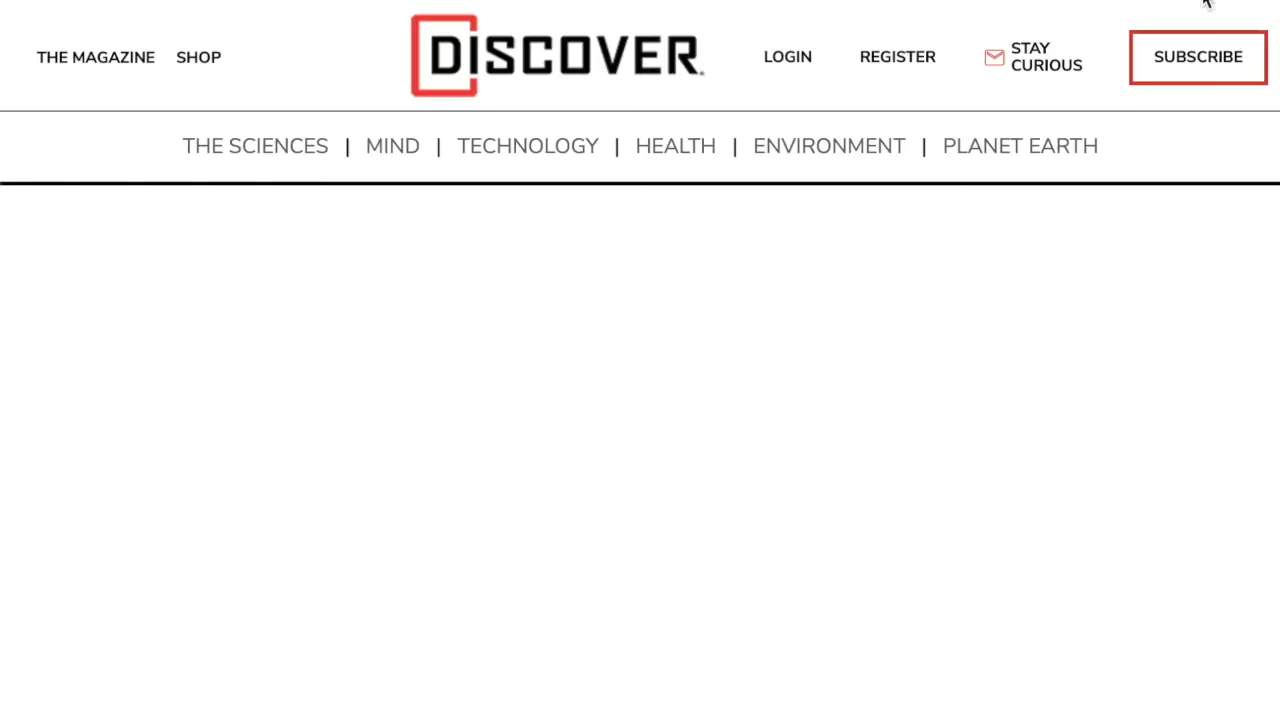 THE MAGAZINE SHOP DISCOVER. LOGIN REGISTER STAY CURIOUS SUBSCRIBE
THE SCIENCES | MIND | TECHNOLOGY | HEALTH | ENVIRONMENT | PLANET EARTH